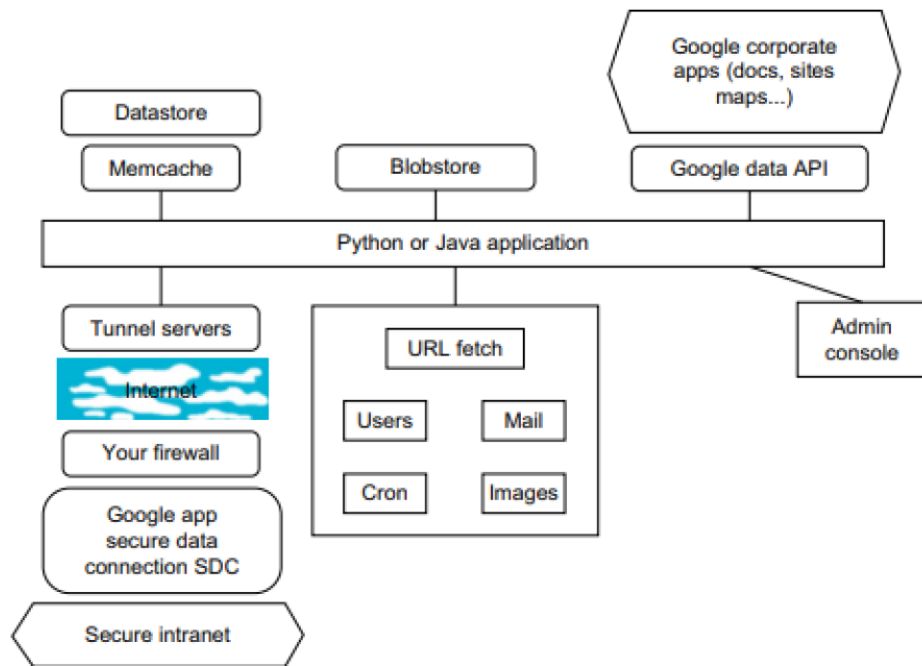 Google corporate
apps (docs, sites
maps...)
Datastore
Memcache
Blobstore
Google data API
Python or Java application
Tunnel servers
Internet
Your firewall
Google app
secure data
connection SDC
Secure intranet
URL fetch
Users
Mail
Cron
Images
Admin
console